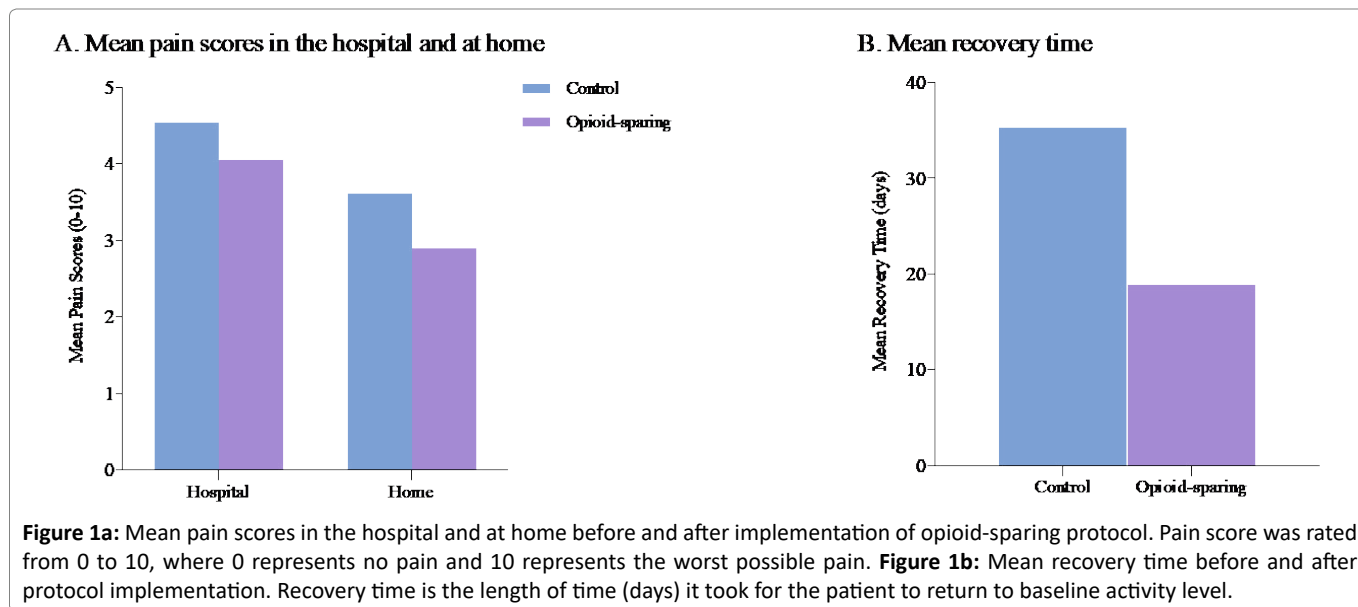 A. Mean pain scores in the hospital and at home
5
4
3
2
1
0
Mean Pain Scores (0-10)
Hospital
Home
Control
Opioid-sparing
B. Mean recovery time
40
30
20
10
0
Mean Recovery Time (days)
Control
Opioid-sparing
Figure 1a: Mean pain scores in the hospital and at home before and after implementation of opioid-sparing protocol. Pain score was rated
from 0 to 10, where 0 represents no pain and 10 represents the worst possible pain. Figure 1b: Mean recovery time before and after
protocol implementation. Recovery time is the length of time (days) it took for the patient to return to baseline activity level.